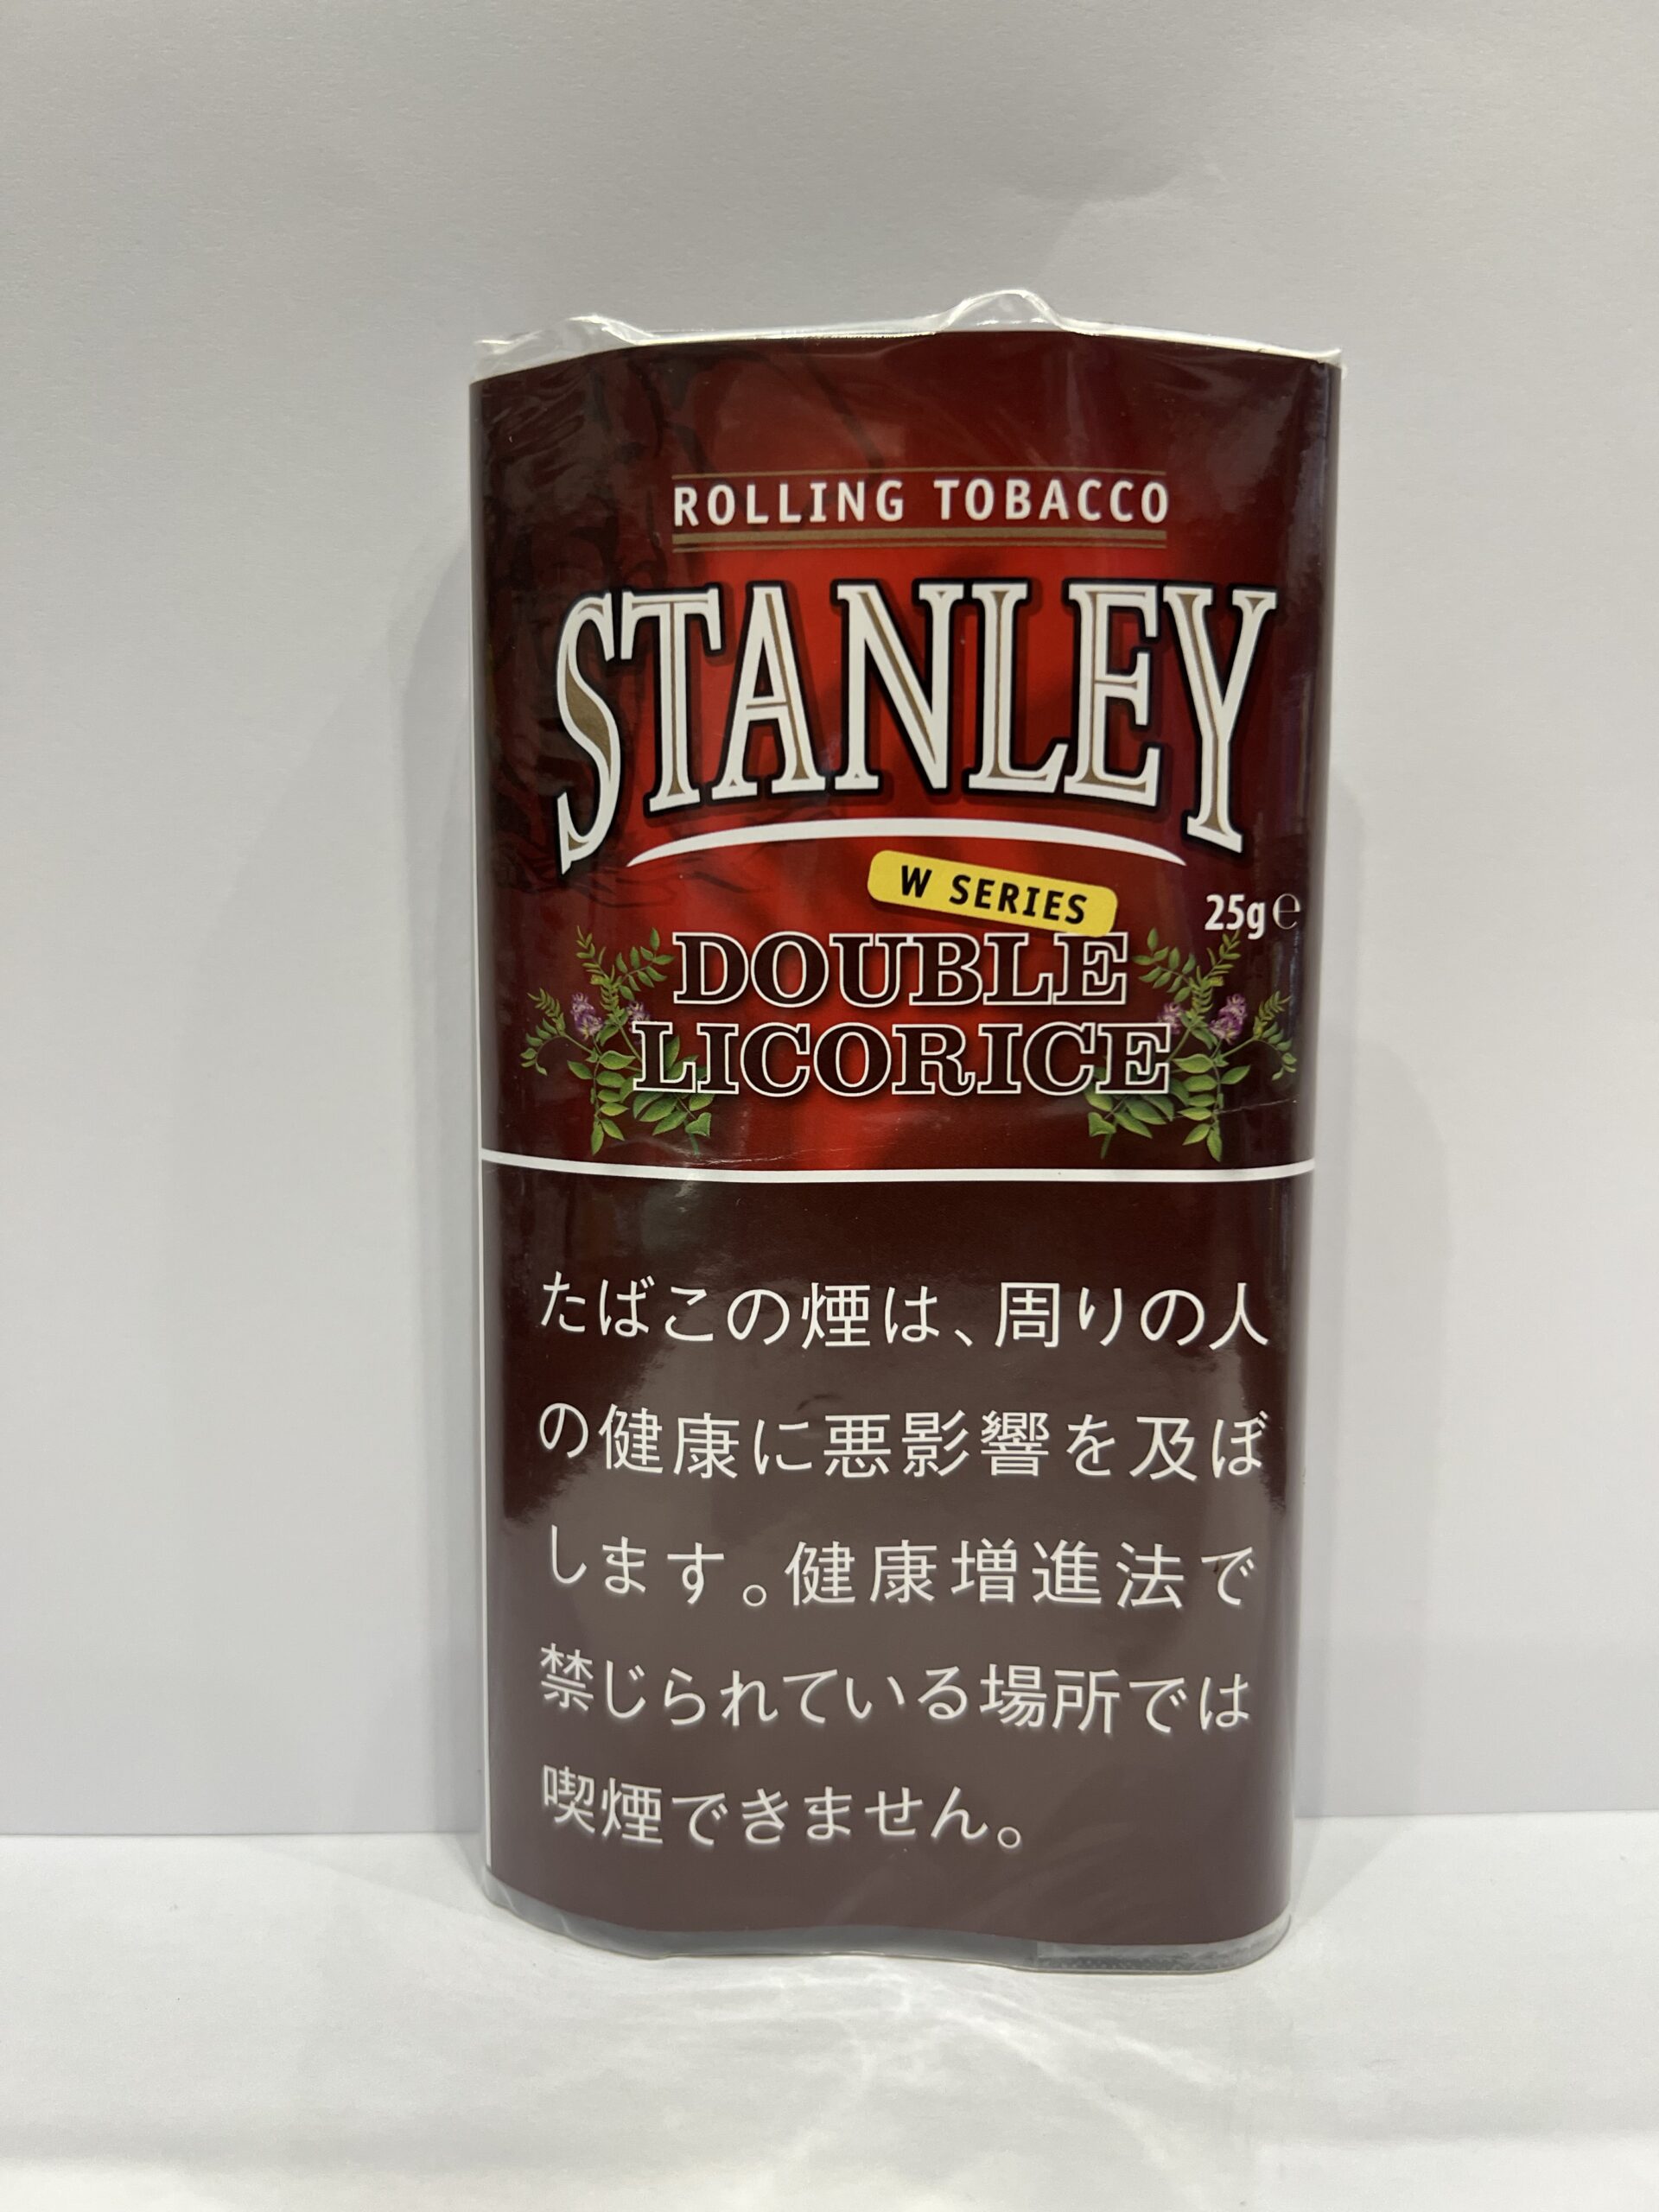 ROLLING TOBACCO
STANLEY
W SERIES
25g ℮
DOUBLE
LICORICE
たばこの煙は、周りの人
の健康に悪影響を及ぼ
します。健康増進法で
禁じられている場所では
喫煙できません。